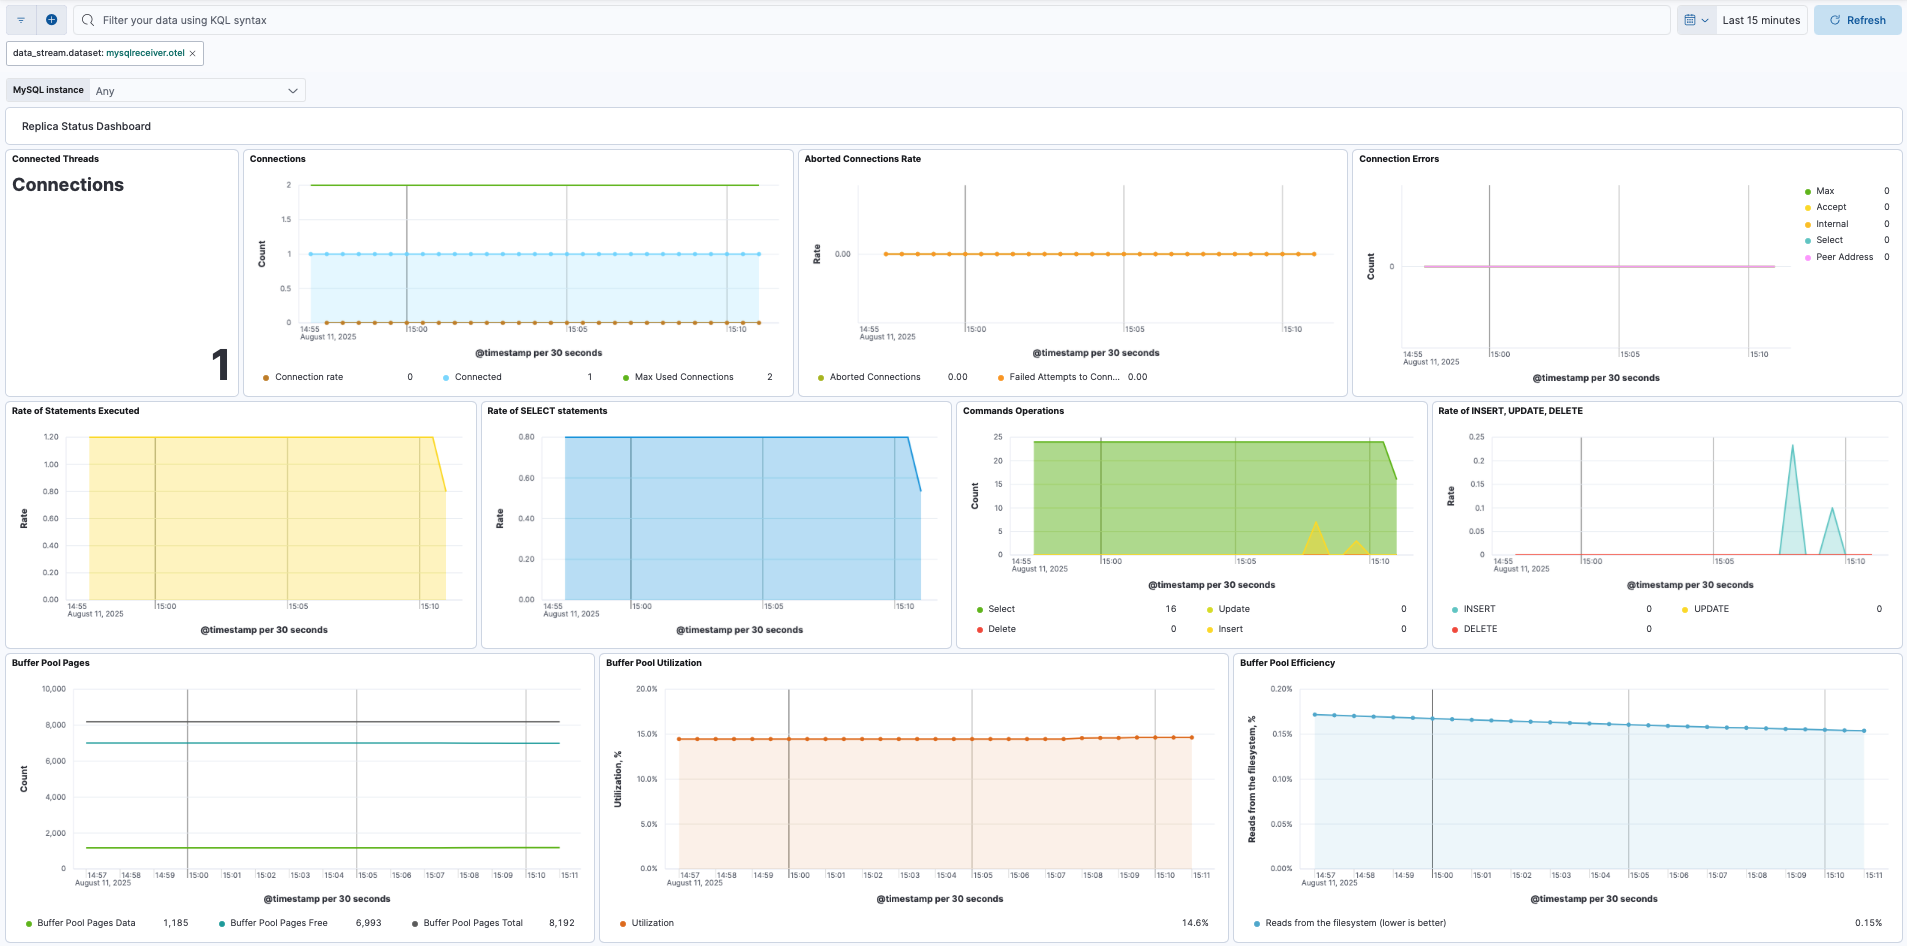 Filter your data using KQL syntax
Last 15 minutes
Refresh
data_stream.dataset: mysqlreceiver.otel ×
MySQL instance Any
Replica Status Dashboard
Connected Threads
Connections
1
Connections
2
1.5
1
0.5
0
Count
14:55 15:00 15:05 15:10
August 11, 2025
@timestamp per 30 seconds
Connection rate 0 Connected 1 Max Used Connections 2
Aborted Connections Rate
0.00
Rate
14:55 15:00 15:05 15:10
August 11, 2025
@timestamp per 30 seconds
Aborted Connections 0.00 Failed Attempts to Conn... 0.00
Connection Errors
0
Count
14:55 15:00 15:05 15:10
August 11, 2025
@timestamp per 30 seconds
Max 0
Accept 0
Internal 0
Select 0
Peer Address 0
Rate of Statements Executed
1.20
1.00
0.80
0.60
0.40
0.20
0.00
Rate
14:55 15:00 15:05 15:10
August 11, 2025
@timestamp per 30 seconds
Rate of SELECT statements
0.80
0.60
0.40
0.20
0.00
Rate
14:55 15:00 15:05 15:10
August 11, 2025
@timestamp per 30 seconds
Commands Operations
25
20
15
10
5
0
Count
14:55 15:00 15:05 15:10
August 11, 2025
@timestamp per 30 seconds
Select 16 Update 0
Delete 0 Insert 0
Rate of INSERT, UPDATE, DELETE
0.25
0.2
0.15
0.1
0.05
0
Rate
14:55 15:00 15:05 15:10
August 11, 2025
@timestamp per 30 seconds
INSERT 0 UPDATE 0
DELETE 0
Buffer Pool Pages
10,000
8,000
6,000
4,000
2,000
0
Count
14:57 14:58 14:59 15:00 15:01 15:02 15:03 15:04 15:05 15:06 15:07 15:08 15:09 15:10 15:11
August 11, 2025
@timestamp per 30 seconds
Buffer Pool Pages Data 1,185 Buffer Pool Pages Free 6,993 Buffer Pool Pages Total 8,192
Buffer Pool Utilization
20.0%
15.0%
10.0%
5.0%
0.0%
Utilization, %
14:57 14:58 14:59 15:00 15:01 15:02 15:03 15:04 15:05 15:06 15:07 15:08 15:09 15:10 15:11
August 11, 2025
@timestamp per 30 seconds
Utilization 14.6%
Buffer Pool Efficiency
0.20%
0.15%
0.10%
0.05%
0.00%
Reads from the filesystem, %
14:57 14:58 14:59 15:00 15:01 15:02 15:03 15:04 15:05 15:06 15:07 15:08 15:09 15:10 15:11
August 11, 2025
@timestamp per 30 seconds
Reads from the filesystem (lower is better) 0.15%